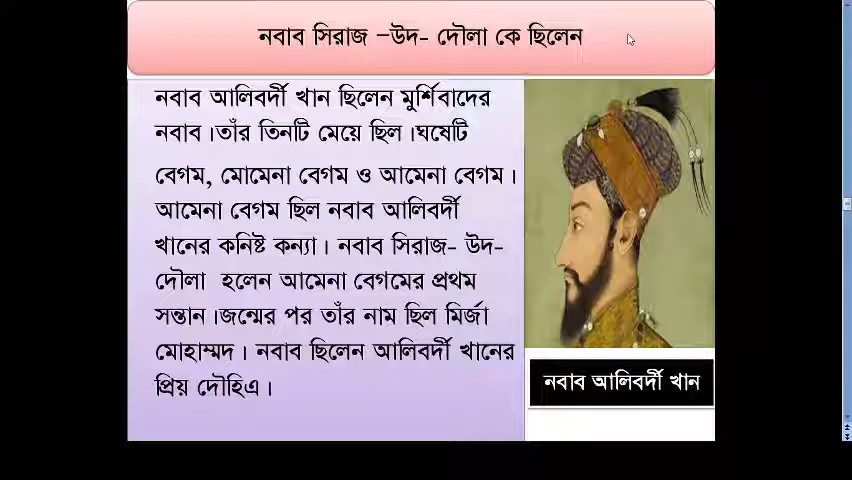 নবাব সিরাজ –উদ- দৌলা কে ছিলেন
নবাব আলিবর্দী খান ছিলেন মুর্শিবাদের
নবাব।তাঁর তিনটি মেয়ে ছিল।ঘষেটি
বেগম, মোমেনা বেগম ও আমেনা বেগম।
আমেনা বেগম ছিল নবাব আলিবর্দী
খানের কনিষ্ট কন্যা। নবাব সিরাজ- উদ-
দৌলা হলেন আমেনা বেগমের প্রথম
সন্তান।জন্মের পর তাঁর নাম ছিল মির্জা
মোহাম্মদ। নবাব ছিলেন আলিবর্দী খানের
প্রিয় দৌহিএ।
নবাব আলিবর্দী খান